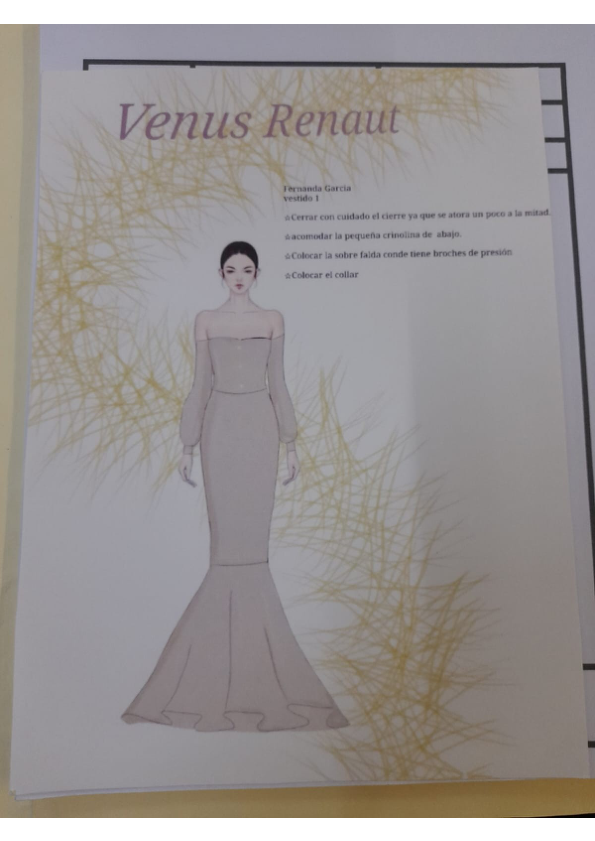 Venus Renaut
Fernanda Garcia
vestido 1
☆Cerrar con cuidado el cierre ya que se atora un poco a la mitad.
☆acomodar la pequeña crinolina de abajo.
☆Colocar la sobre falda conde tiene broches de presión
☆Colocar el collar